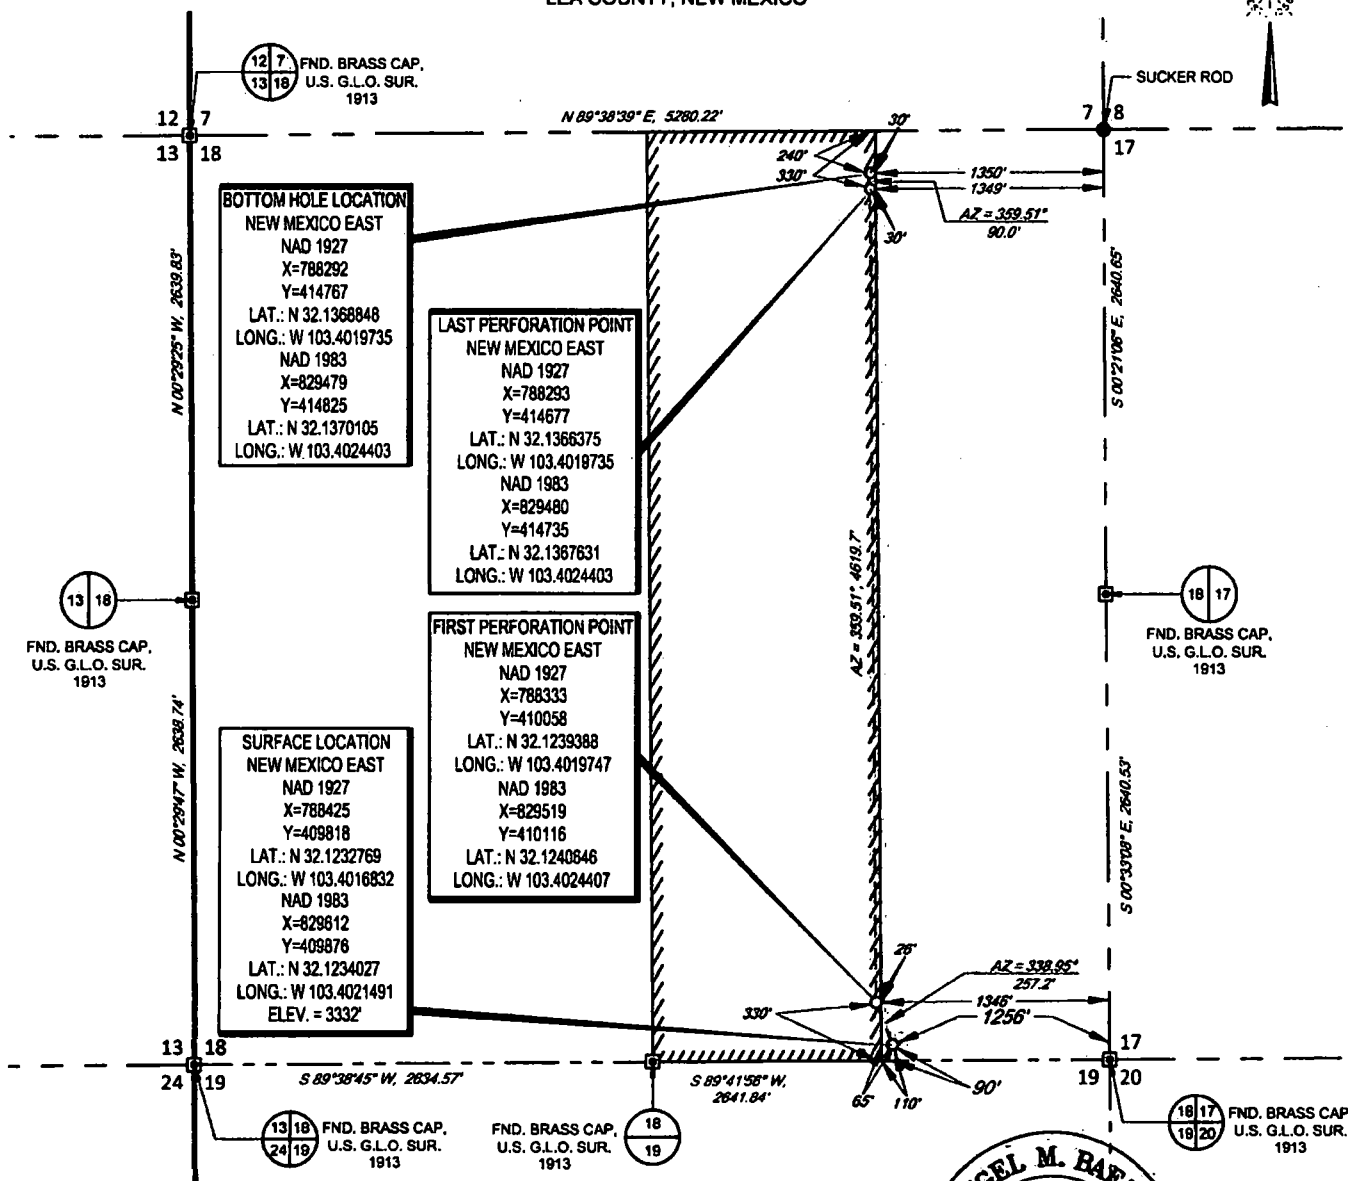 LEA COUNTY, NEW MEXICO
12 7
13 18
FND. BRASS CAP,
U.S. G.L.O. SUR.
1913
SUCKER ROD
12 7
13 18
N 89°38'39" E, 5280.22'
7 8
17
30'
240'
330'
1350'
1349'
AZ = 359.51°
90.0'
30'
BOTTOM HOLE LOCATION
NEW MEXICO EAST
NAD 1927
X=788292
Y=414767
LAT.: N 32.1368848
LONG.: W 103.4019735
NAD 1983
X=829479
Y=414825
LAT.: N 32.1370105
LONG.: W 103.4024403
N 00°29'25" W, 2639.83'
S 00°21'06" E, 2640.65'
LAST PERFORATION POINT
NEW MEXICO EAST
NAD 1927
X=788293
Y=414677
LAT.: N 32.1366375
LONG.: W 103.4019735
NAD 1983
X=829480
Y=414735
LAT.: N 32.1367631
LONG.: W 103.4024403
AZ = 359.51°, 4619.7'
13 18
FND. BRASS CAP,
U.S. G.L.O. SUR.
1913
18 17
FND. BRASS CAP,
U.S. G.L.O. SUR.
1913
FIRST PERFORATION POINT
NEW MEXICO EAST
NAD 1927
X=788333
Y=410058
LAT.: N 32.1239388
LONG.: W 103.4019747
NAD 1983
X=829519
Y=410116
LAT.: N 32.1240646
LONG.: W 103.4024407
N 00°29'47" W, 2638.74'
S 00°33'08" E, 2640.53'
SURFACE LOCATION
NEW MEXICO EAST
NAD 1927
X=788425
Y=409818
LAT.: N 32.1232769
LONG.: W 103.4016832
NAD 1983
X=829612
Y=409876
LAT.: N 32.1234027
LONG.: W 103.4021491
ELEV. = 3332'
26'
AZ = 338.95°
257.2'
330'
1346'
1256'
13 18
24 19
S 89°38'45" W, 2634.57'
S 89°41'56" W,
2641.84'
65'
110'
90'
17
19 20
13 18
24 19
FND. BRASS CAP,
U.S. G.L.O. SUR.
1913
FND. BRASS CAP,
U.S. G.L.O. SUR.
1913
18
19
18 17
19 20
FND. BRASS CAP
U.S. G.L.O. SUR.
1913
GEL M. BAE